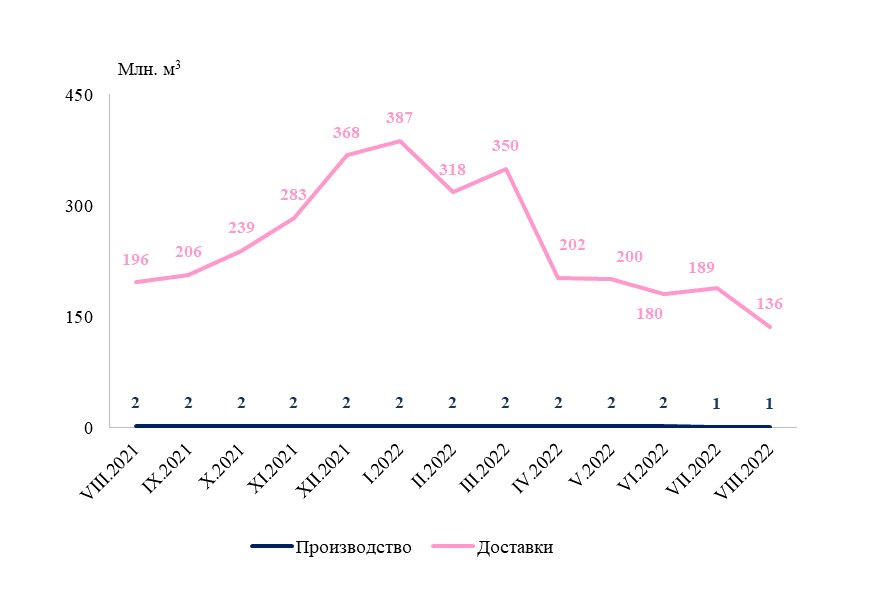 Млн. м³
450
300
150
0
196
206
239
283
368
387
318
350
202
200
180
189
136
2
2
2
2
2
2
2
2
2
2
2
1
1
VIII.2021
IX.2021
X.2021
XI.2021
XII.2021
I.2022
II.2022
III.2022
IV.2022
V.2022
VI.2022
VII.2022
VIII.2022
Производство
Доставки